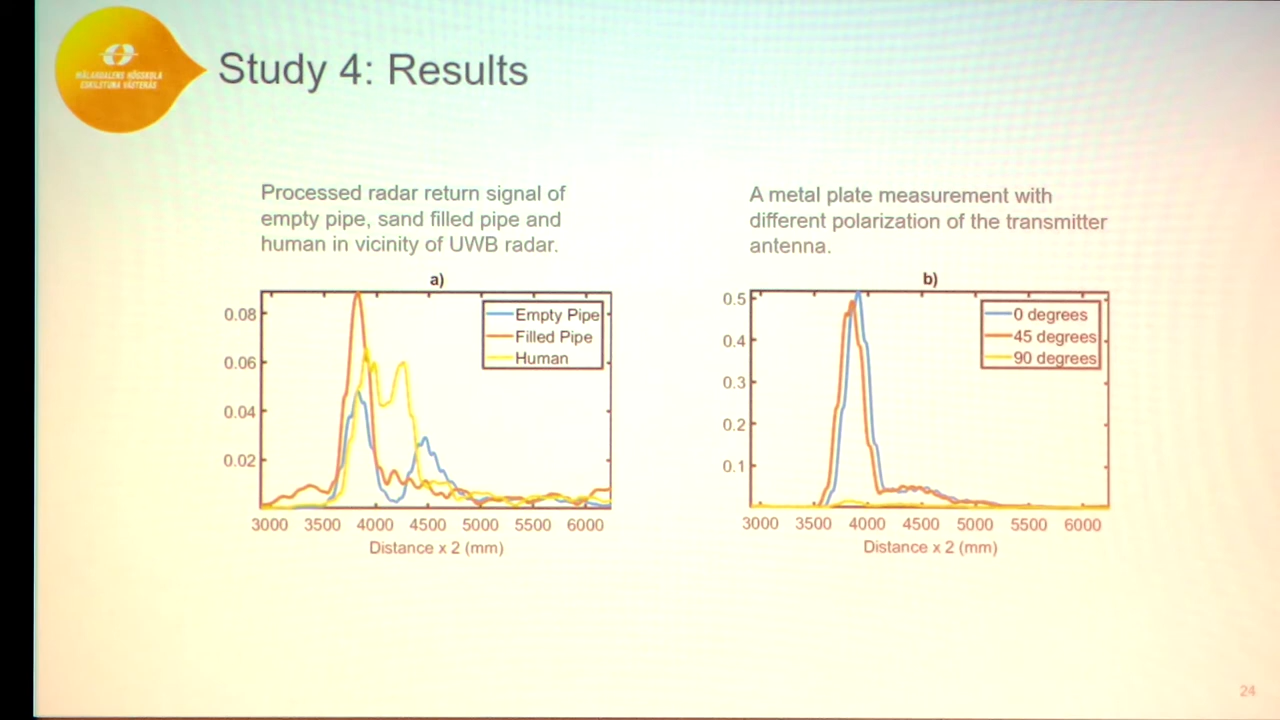 MÄLARDALENS HÖGSKOLA
ESKILSTUNA VÄSTERÅS
Study 4: Results
Processed radar return signal of
empty pipe, sand filled pipe and
human in vicinity of UWB radar.
a)
0.08
0.06
0.04
0.02
Empty Pipe
Filled Pipe
Human
3000 3500 4000 4500 5000 5500 6000
Distance x 2 (mm)
A metal plate measurement with
different polarization of the transmitter
antenna.
b)
0.5
0.4
0.3
0.2
0.1
0 degrees
45 degrees
90 degrees
3000 3500 4000 4500 5000 5500 6000
Distance x 2 (mm)
24